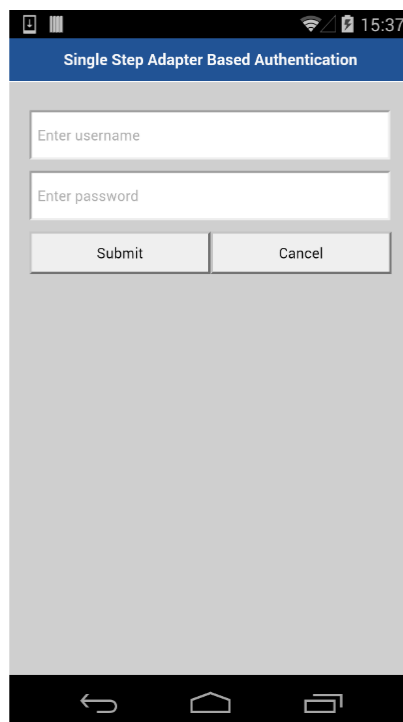 15:37
Single Step Adapter Based Authentication
Enter username
Enter password
Submit Cancel